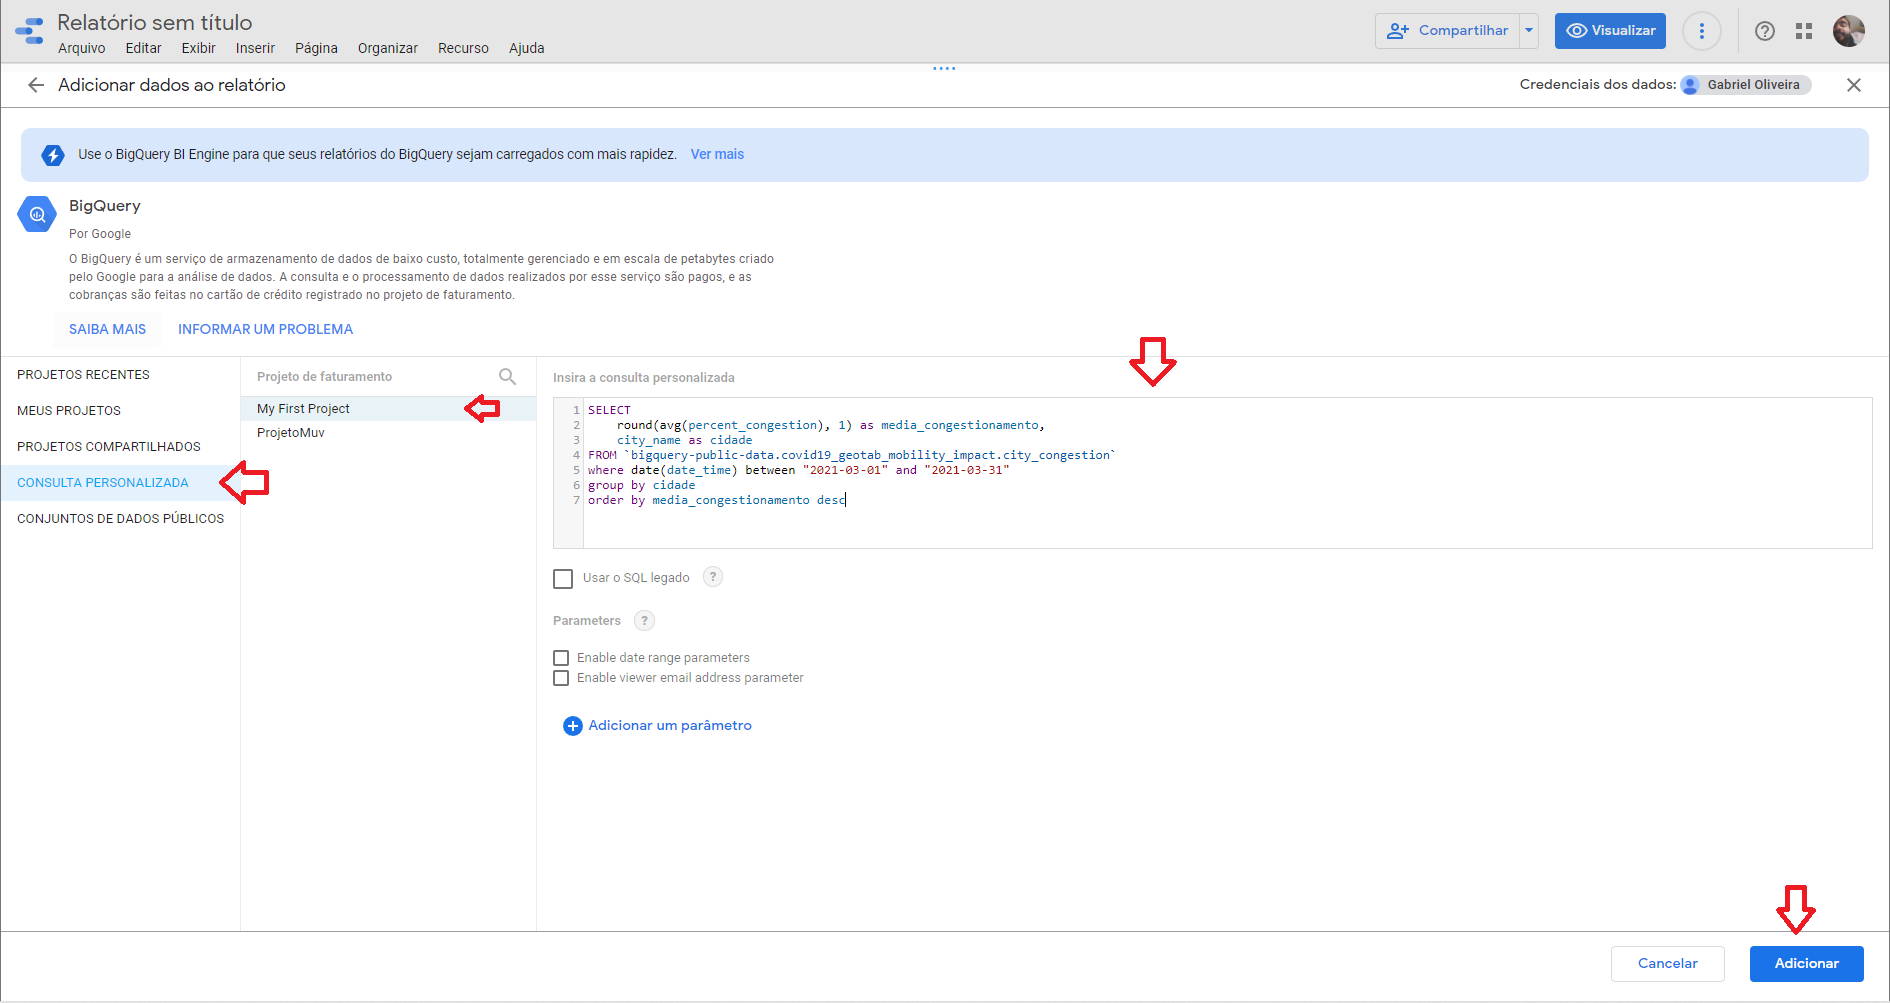 Relatório sem título
Arquivo Editar Exibir Inserir Página Organizar Recurso Ajuda
Compartilhar
Visualizar
Adicionar dados ao relatório
Credenciais dos dados: Gabriel Oliveira
Use o BigQuery BI Engine para que seus relatórios do BigQuery sejam carregados com mais rapidez. Ver mais
BigQuery
Por Google
O BigQuery é um serviço de armazenamento de dados de baixo custo, totalmente gerenciado e em escala de petabytes criado
pelo Google para a análise de dados. A consulta e o processamento de dados realizados por esse serviço são pagos, e as
cobranças são feitas no cartão de crédito registrado no projeto de faturamento.
SAIBA MAIS INFORMAR UM PROBLEMA
PROJETOS RECENTES
MEUS PROJETOS
PROJETOS COMPARTILHADOS
CONSULTA PERSONALIZADA
CONJUNTOS DE DADOS PÚBLICOS
Projeto de faturamento
My First Project
ProjetoMuv
Insira a consulta personalizada
1 SELECT
2 round(avg(percent_congestion), 1) as media_congestionamento,
3 city_name as cidade
4 FROM `bigquery-public-data.covid19_geotab_mobility_impact.city_congestion`
5 where date(date_time) between "2021-03-01" and "2021-03-31"
6 group by cidade
7 order by media_congestionamento desc
Usar o SQL legado ?
Parameters ?
Enable date range parameters
Enable viewer email address parameter
Adicionar um parâmetro
Cancelar
Adicionar